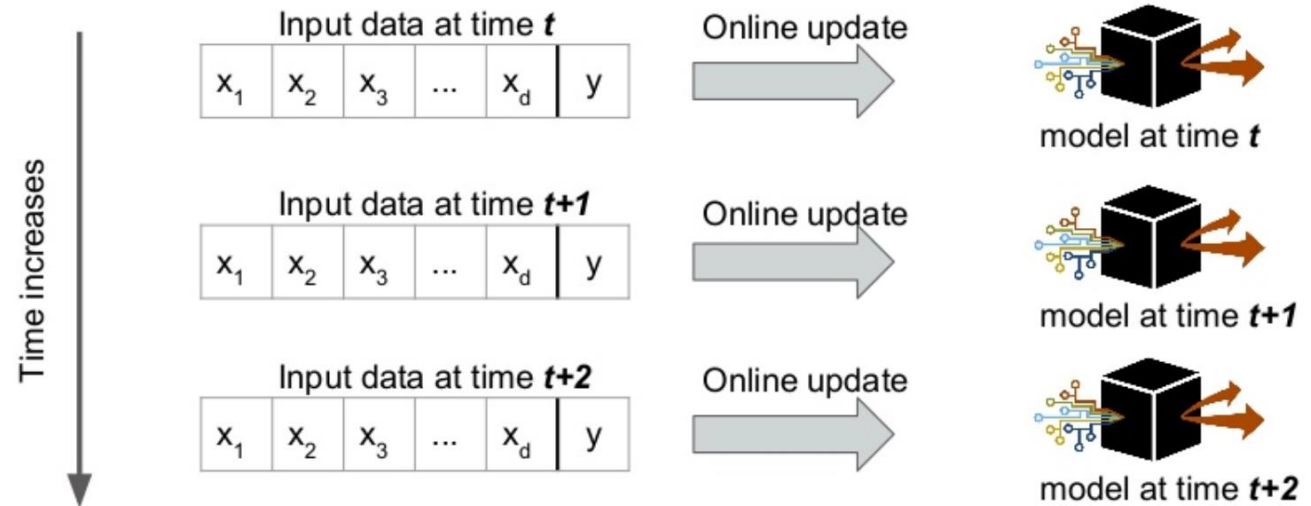 Time increases
Input data at time t
x1 x2 x3 ... xd y
Online update
model at time t
Input data at time t+1
x1 x2 x3 ... xd y
Online update
model at time t+1
Input data at time t+2
x1 x2 x3 ... xd y
Online update
model at time t+2